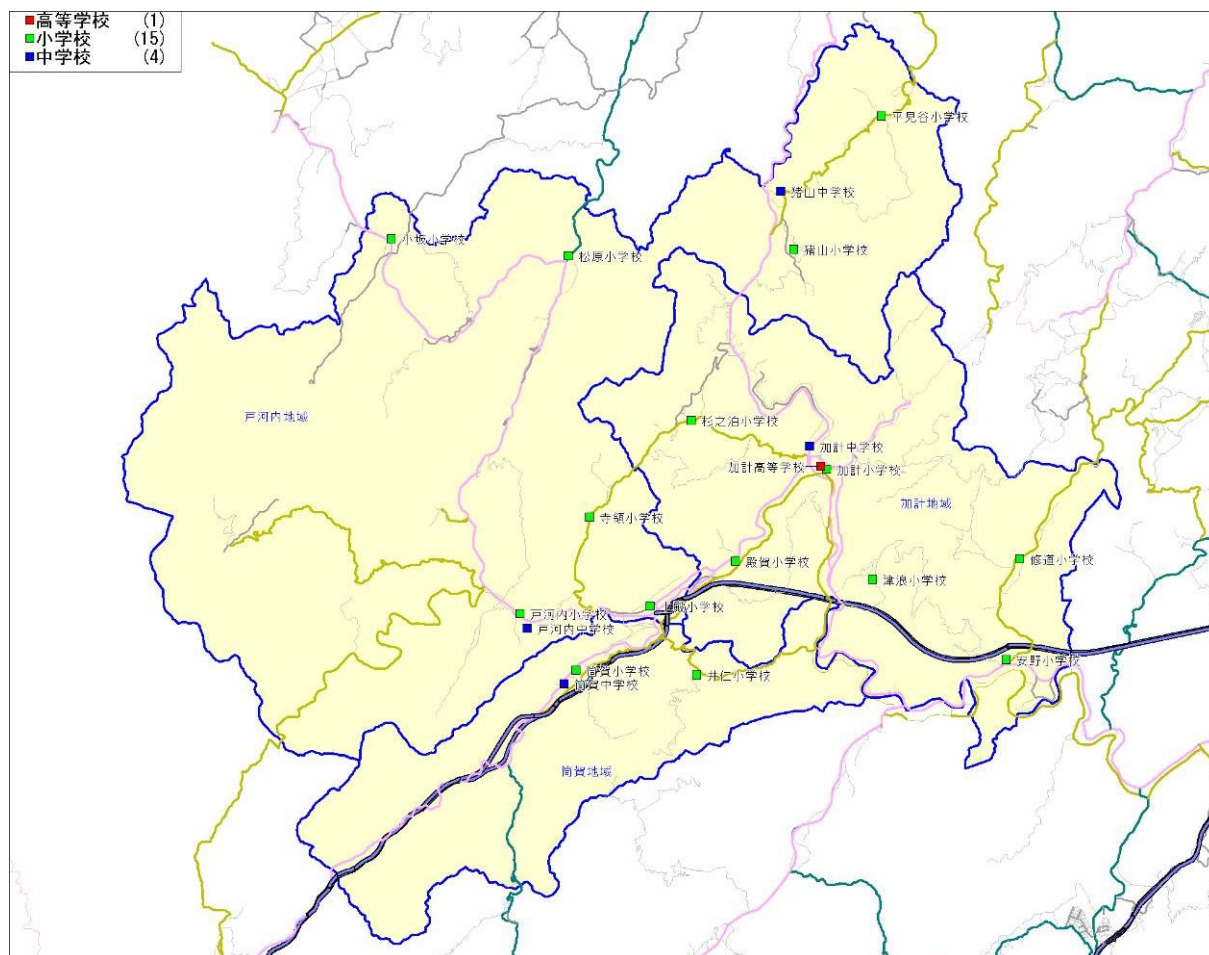 高等学校 (1)
小学校 (15)
中学校 (4)
平見谷小学校
猪山中学校
小坂小学校
猪山小学校
松原小学校
戸河内地域
杉之泊小学校
加計中学校
加計高等学校
加計小学校
加計地域
寺領小学校
殿賀小学校
修道小学校
津浪小学校
上殿小学校
戸河内小学校
戸河内中学校
安野小学校
筒賀小学校
井仁小学校
筒賀中学校
筒賀地域